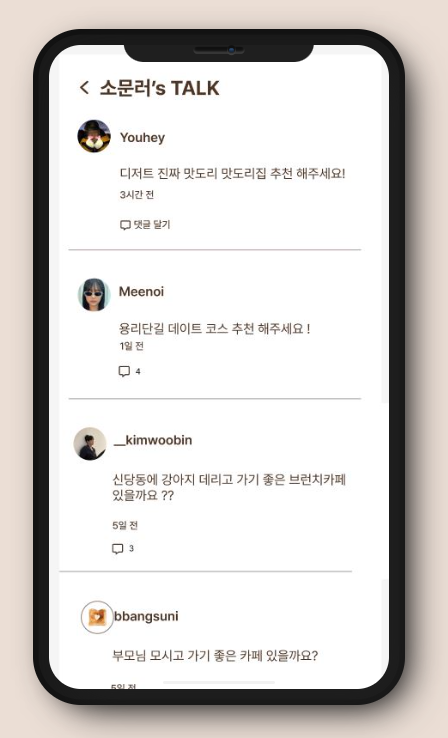 소문러's TALK
Youhey
디저트 진짜 맛도리 맛도리집 추천 해주세요!
3시간 전
댓글 달기
Meenoi
용리단길 데이트 코스 추천 해주세요 !
1일 전
4
__kimwoobin
신당동에 강아지 데리고 가기 좋은 브런치카페
있을까요 ??
5일 전
3
bbangsuni
부모님 모시고 가기 좋은 카페 있을까요?
5일 전